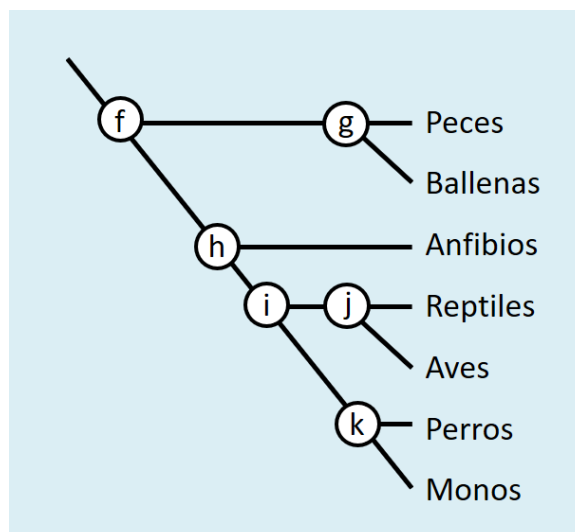 f
g
Peces
Ballenas
h
Anfibios
i
j
Reptiles
Aves
k
Perros
Monos